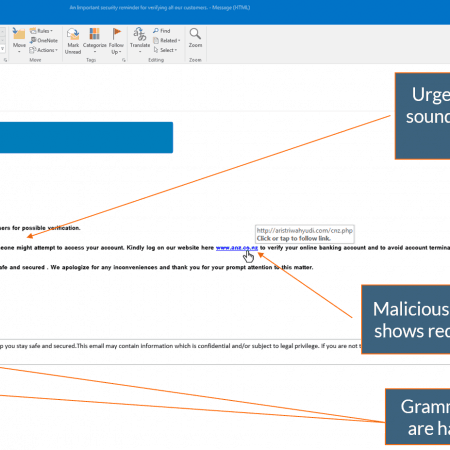 An important security reminder for verifying all our customers. - Message (HTML)
Rules
OneNote
Actions
Move
Mark Unread
Categorize
Follow Up
Translate
Find
Related
Select
Zoom
Move
Tags
Editing
Zoom
Urge
sound
ers for possible verification.
http://aristriwahyudi.com/cnz.php
Click or tap to follow link.
eone might attempt to access your account. Kindly log on our website here www.anz.co.nz to verify your online banking account and to avoid account termina
afe and secured . We apologize for any inconveniences and thank you for your prompt attention to this matter.
Malicious
shows red
p you stay safe and secured.This email may contain information which is confidential and/or subject to legal privilege. If you are not t
Gramm
are ha